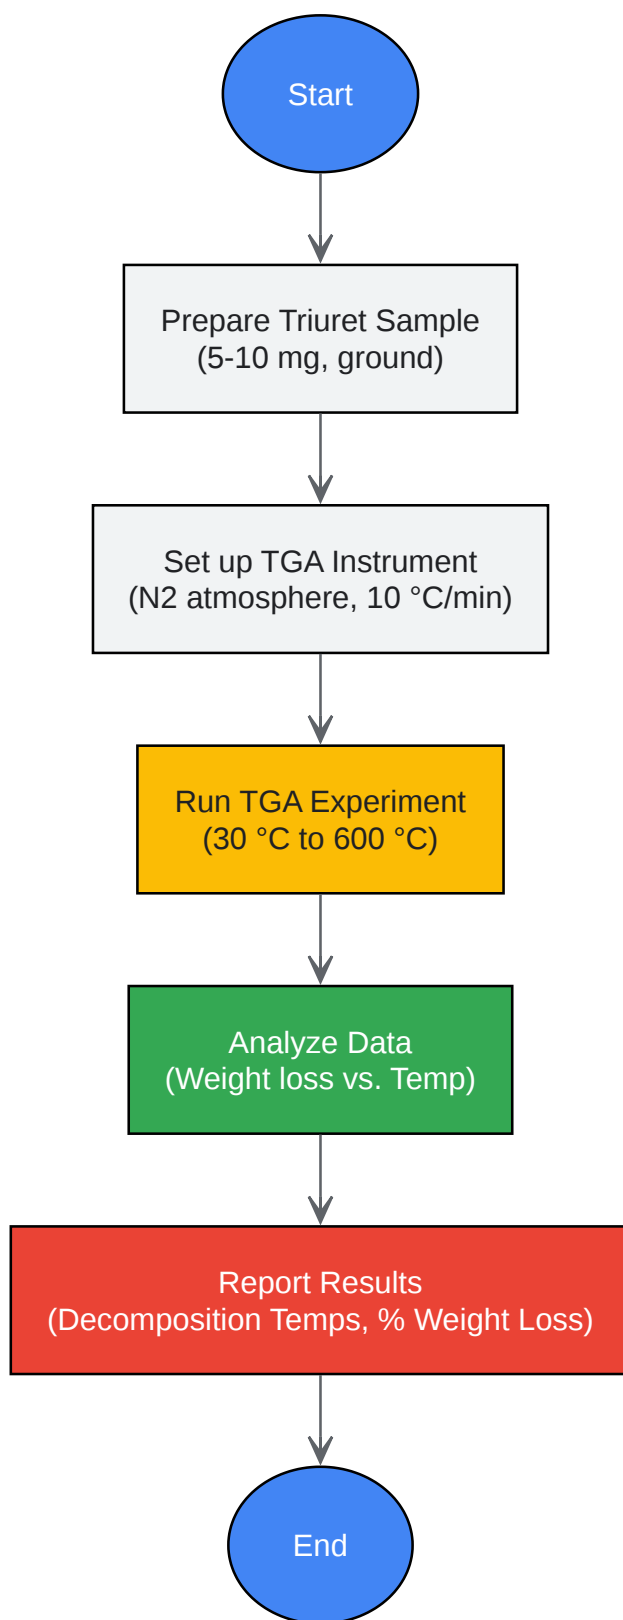 Start
Prepare Triuret Sample
(5-10 mg, ground)
Set up TGA Instrument
(N2 atmosphere, 10 °C/min)
Run TGA Experiment
(30 °C to 600 °C)
Analyze Data
(Weight loss vs. Temp)
Report Results
(Decomposition Temps, % Weight Loss)
End